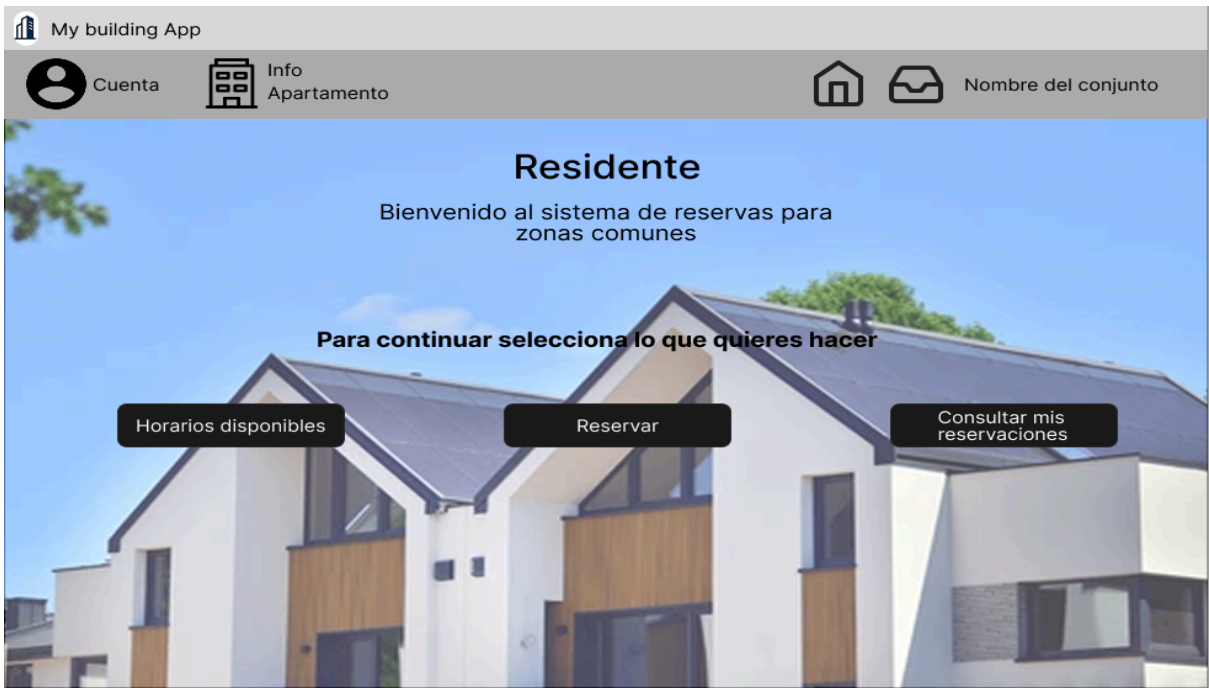 My building App
Cuenta
Info
Apartamento
Nombre del conjunto
Residente
Bienvenido al sistema de reservas para
zonas comunes
Para continuar selecciona lo que quieres hacer
Horarios disponibles
Reservar
Consultar mis
reservaciones